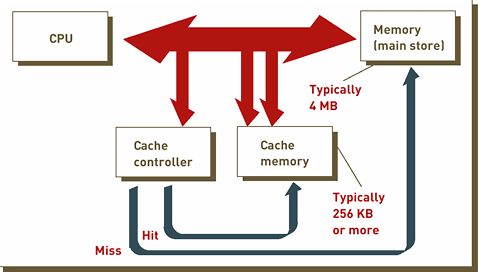 CPU
Memory
(main store)
Typically
4 MB
Cache
controller
Cache
memory
Typically
256 KB
or more
Hit
Miss